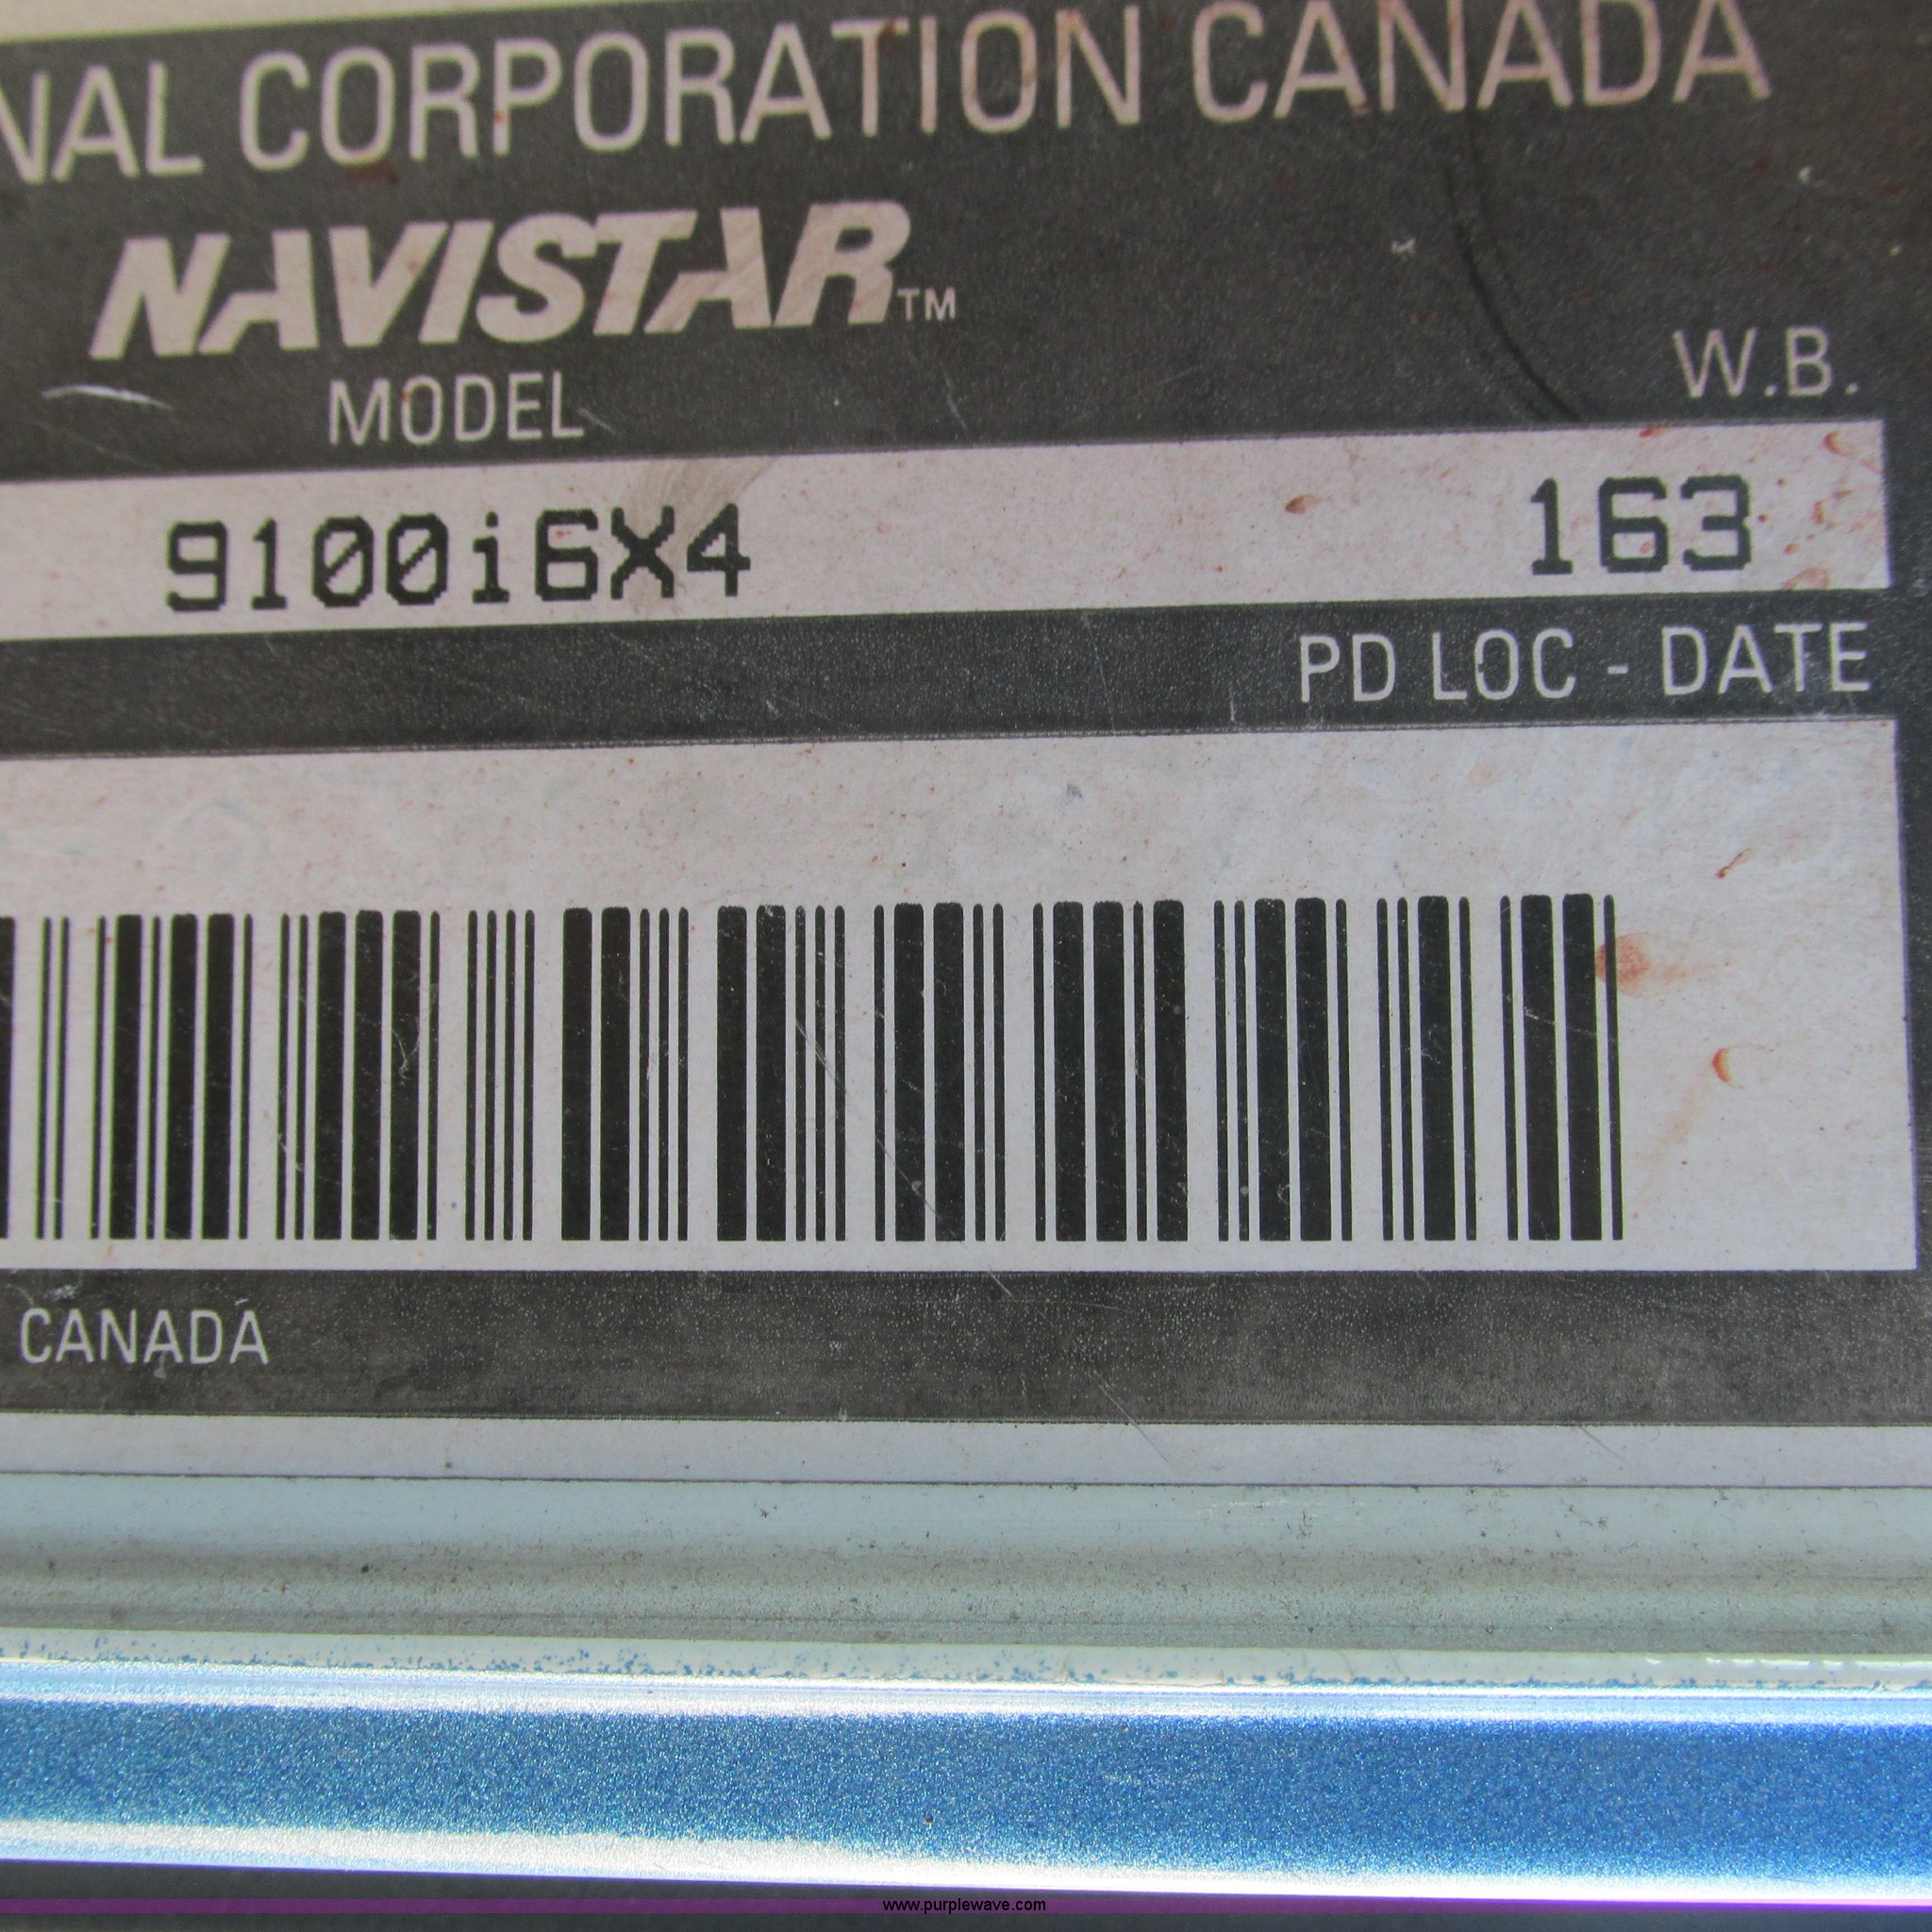 NAL CORPORATION CANADA
NAVISTAR™
MODEL
W.B.
9100i6X4
163
PD LOC - DATE
CANADA
www.purplewave.com